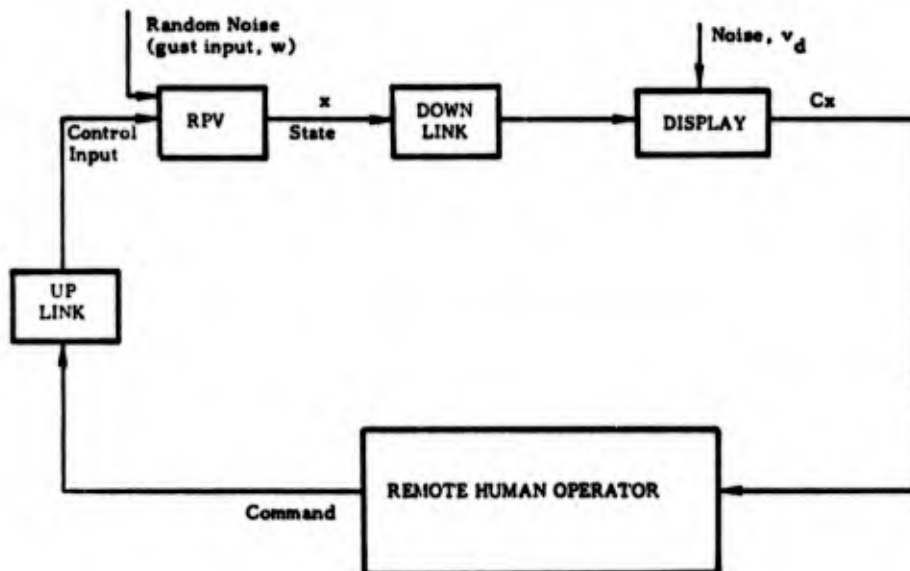 Random Noise
(gust input, w)
Noise, v_d
RPV
x
State
DOWN
LINK
DISPLAY
Cx
Control
Input
UP
LINK
REMOTE HUMAN OPERATOR
Command